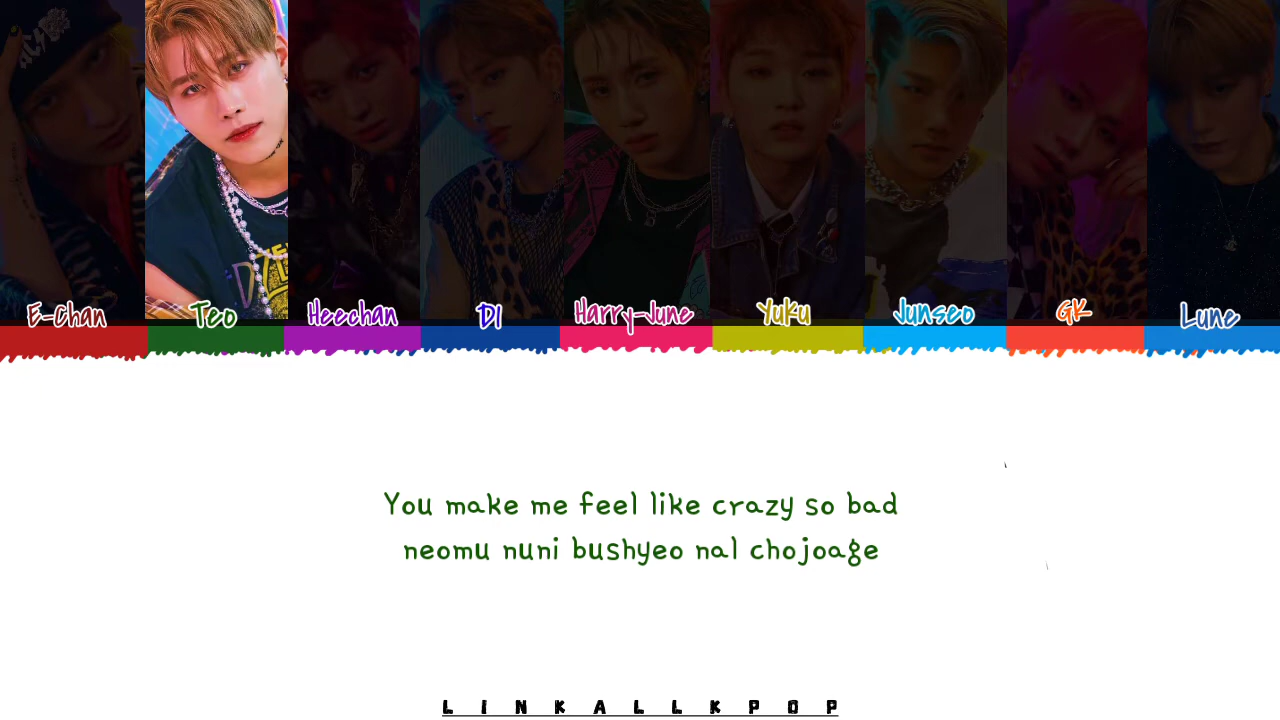 E-Chan Teo Heechan DI Harry-June Yuku Junseo GK Lune
You make me feel like crazy so bad
neomu nuni bushyeo nal chojoage
LINKALLKPOP